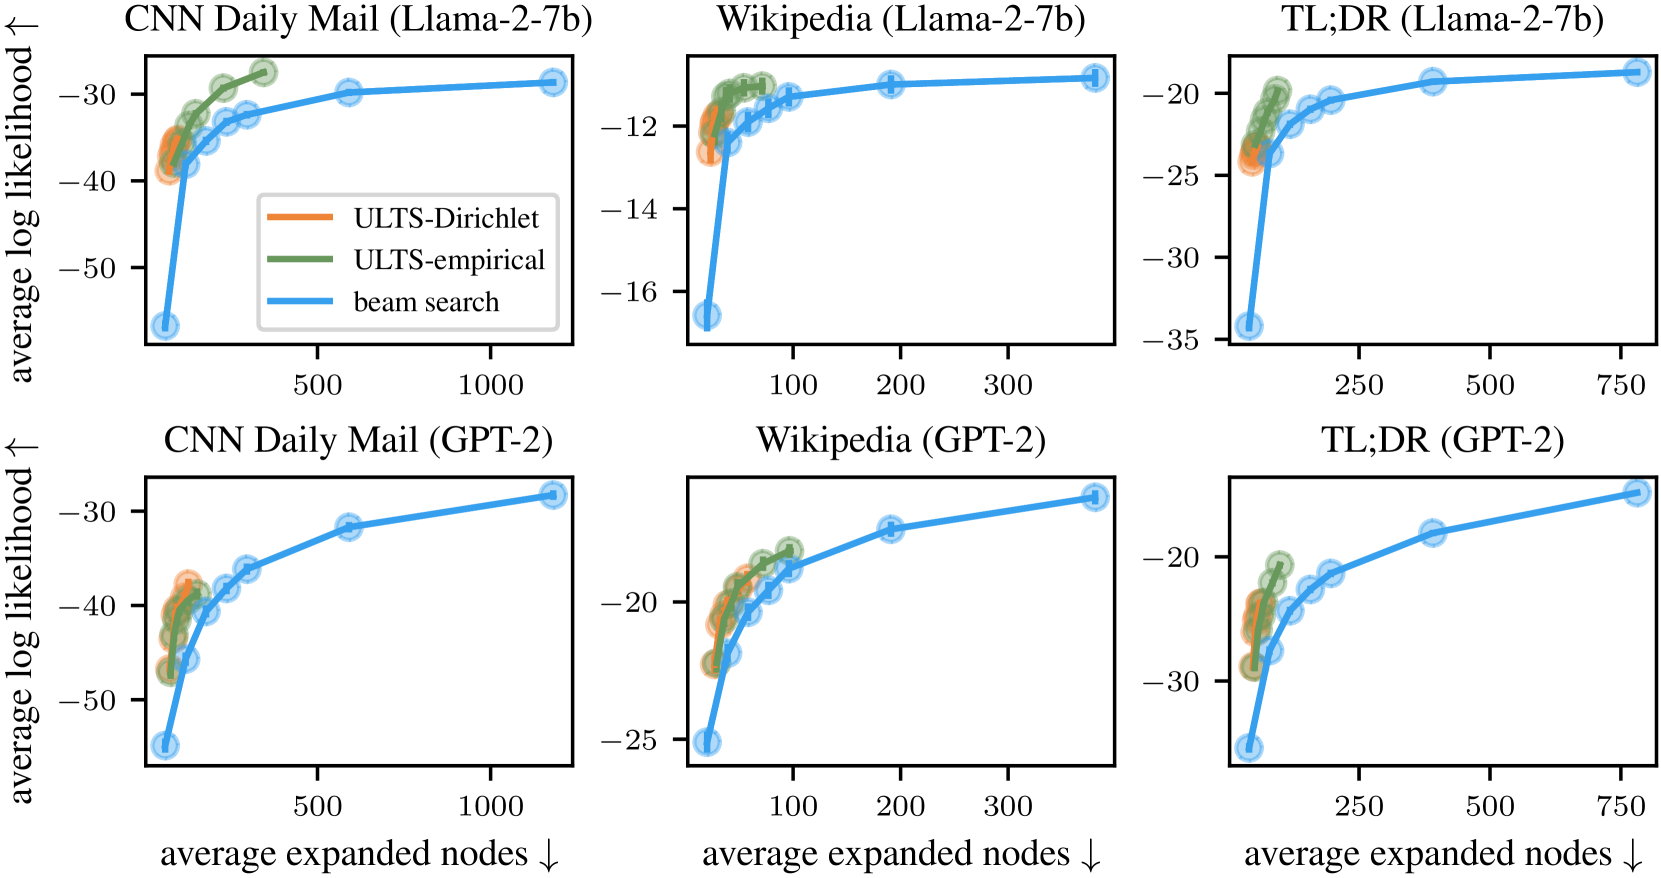 CNN Daily Mail (Llama-2-7b)
Wikipedia (Llama-2-7b)
TL;DR (Llama-2-7b)
average log likelihood ↑
−30
−40
−50
500
1000
ULTS-Dirichlet
ULTS-empirical
beam search
−12
−14
−16
100
200
300
−20
−25
−30
−35
250
500
750
CNN Daily Mail (GPT-2)
Wikipedia (GPT-2)
TL;DR (GPT-2)
average log likelihood ↑
−30
−40
−50
500
1000
average expanded nodes ↓
−20
−25
100
200
300
average expanded nodes ↓
−20
−30
250
500
750
average expanded nodes ↓